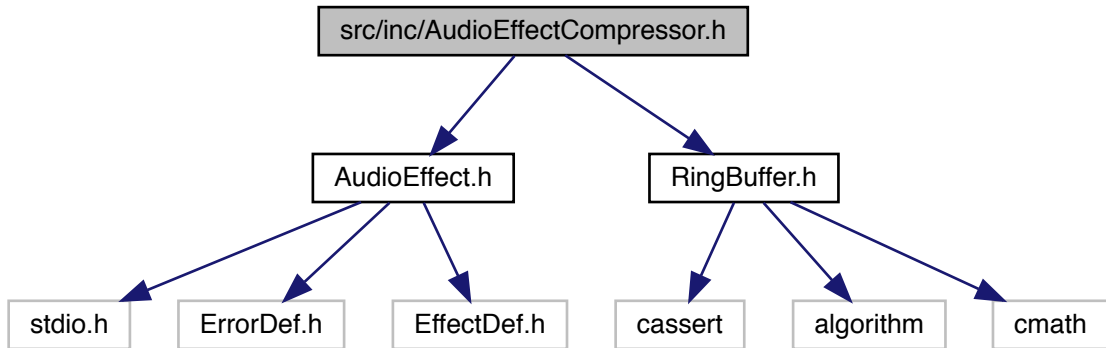 src/inc/AudioEffectCompressor.h
AudioEffect.h
RingBuffer.h
stdio.h
ErrorDef.h
EffectDef.h
cassert
algorithm
cmath